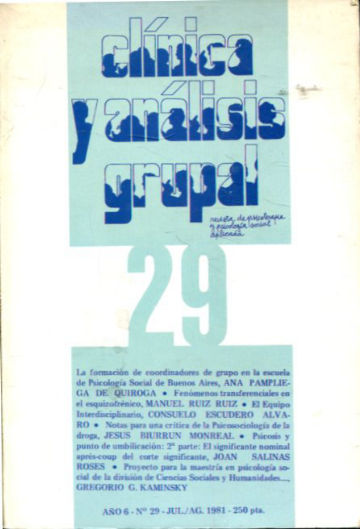 clínica
y análisis
grupal
revista de psicoterapia
y psicología social
aplicada
29
La formación de coordinadores de grupo en la escuela
de Psicología Social de Buenos Aires, ANA PAMPLIE-
GA DE QUIROGA • Fenómenos transferenciales en
el esquizofrénico, MANUEL RUIZ RUIZ • El Equipo
Interdisciplinario, CONSUELO ESCUDERO ALVA-
RO • Notas para una crítica de la Psicosociología de la
droga, JESUS BIURRUN MONREAL • Psicosis y
punto de umbilicación: 2ª parte: El significante nominal
après-coup del corte significante, JOAN SALINAS
ROSES • Proyecto para la maestría en psicología so-
cial de la división de Ciencias Sociales y Humanidades...,
GREGORIO G. KAMINSKY
AÑO 6 - Nº 29 - JUL./AG. 1981 - 250 pta.